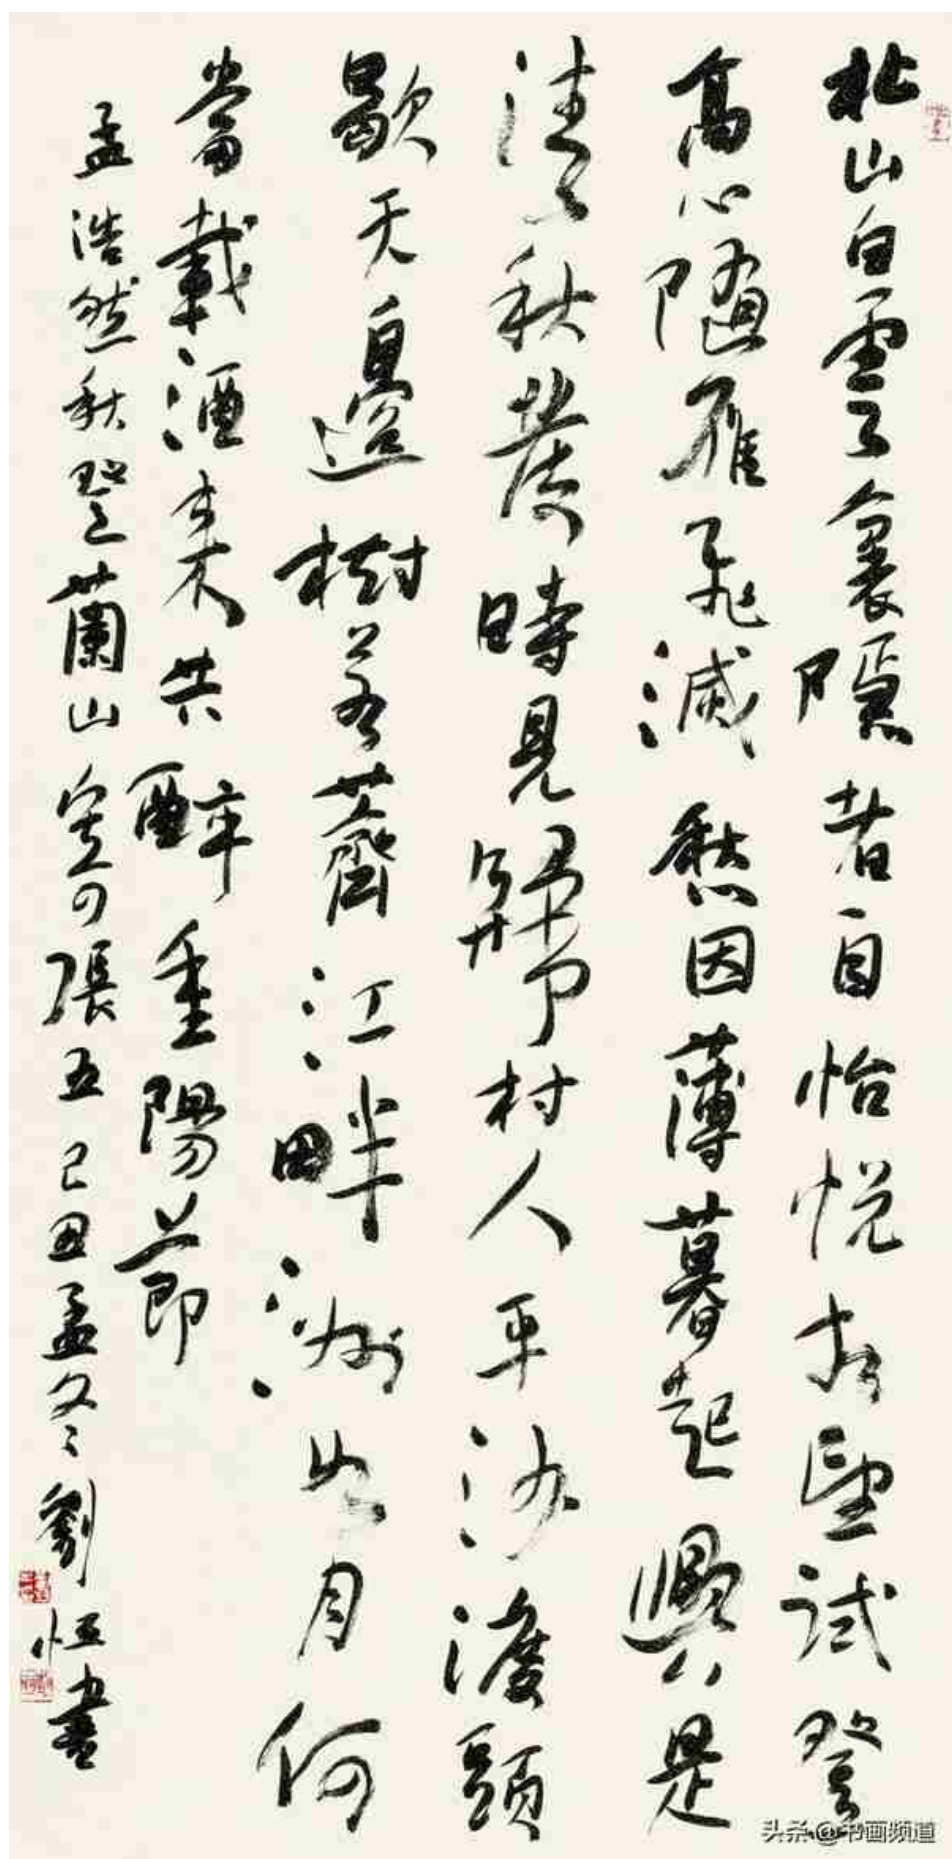 北山白雲裏隱者自怡悅相望試登
高心隨雁飛滅愁因薄暮起興是
清秋發時見歸村人平沙渡頭
歇天邊樹若薺江畔洲如月何
當載酒來共醉重陽節
孟浩然秋登蘭山寄張五己丑孟冬劉恒書
头条 @书画频道